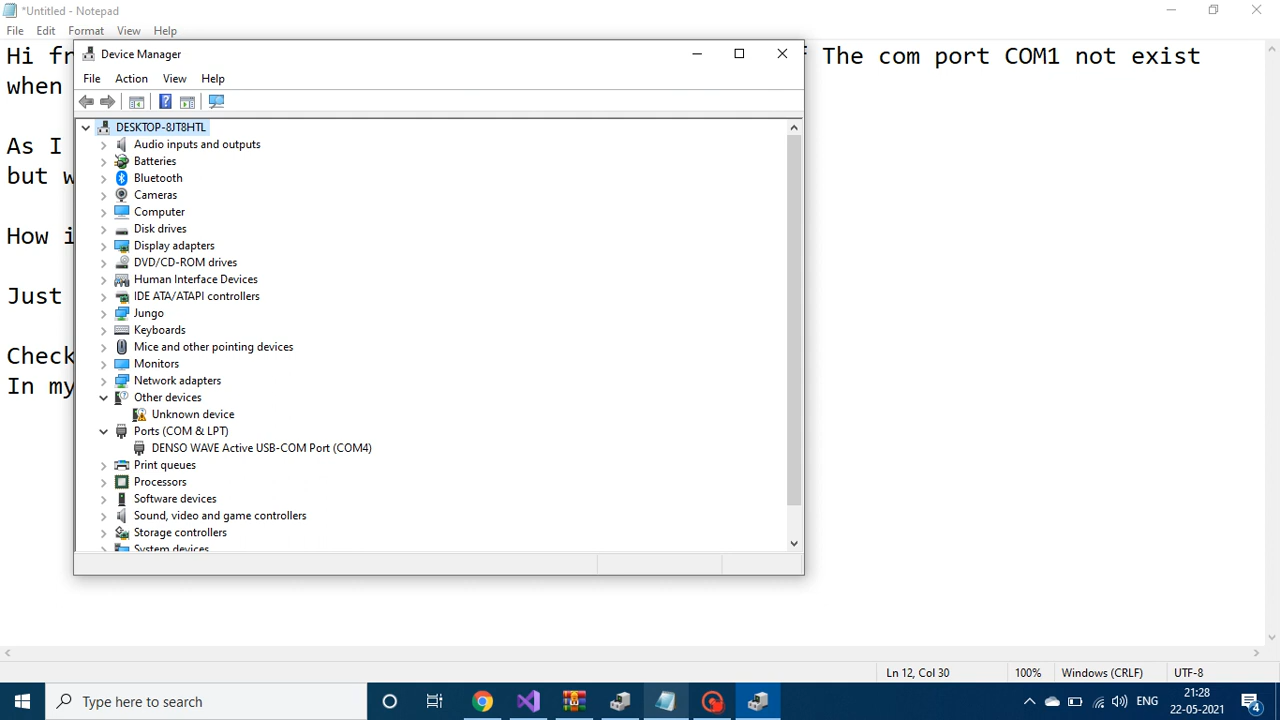 *Untitled - Notepad
File Edit Format View Help
Hi The com port COM1 not exist
when
As I
but
How
Just
Check
In my
Device Manager
File Action View Help
DESKTOP-8JT8HTL
Audio inputs and outputs
Batteries
Bluetooth
Cameras
Computer
Disk drives
Display adapters
DVD/CD-ROM drives
Human Interface Devices
IDE ATA/ATAPI controllers
Jungo
Keyboards
Mice and other pointing devices
Monitors
Network adapters
Other devices
Unknown device
Ports (COM & LPT)
DENSO WAVE Active USB-COM Port (COM4)
Print queues
Processors
Software devices
Sound, video and game controllers
Storage controllers
System devices
Ln 12, Col 30 100% Windows (CRLF) UTF-8
Type here to search
ENG
21:28
22-05-2021
4